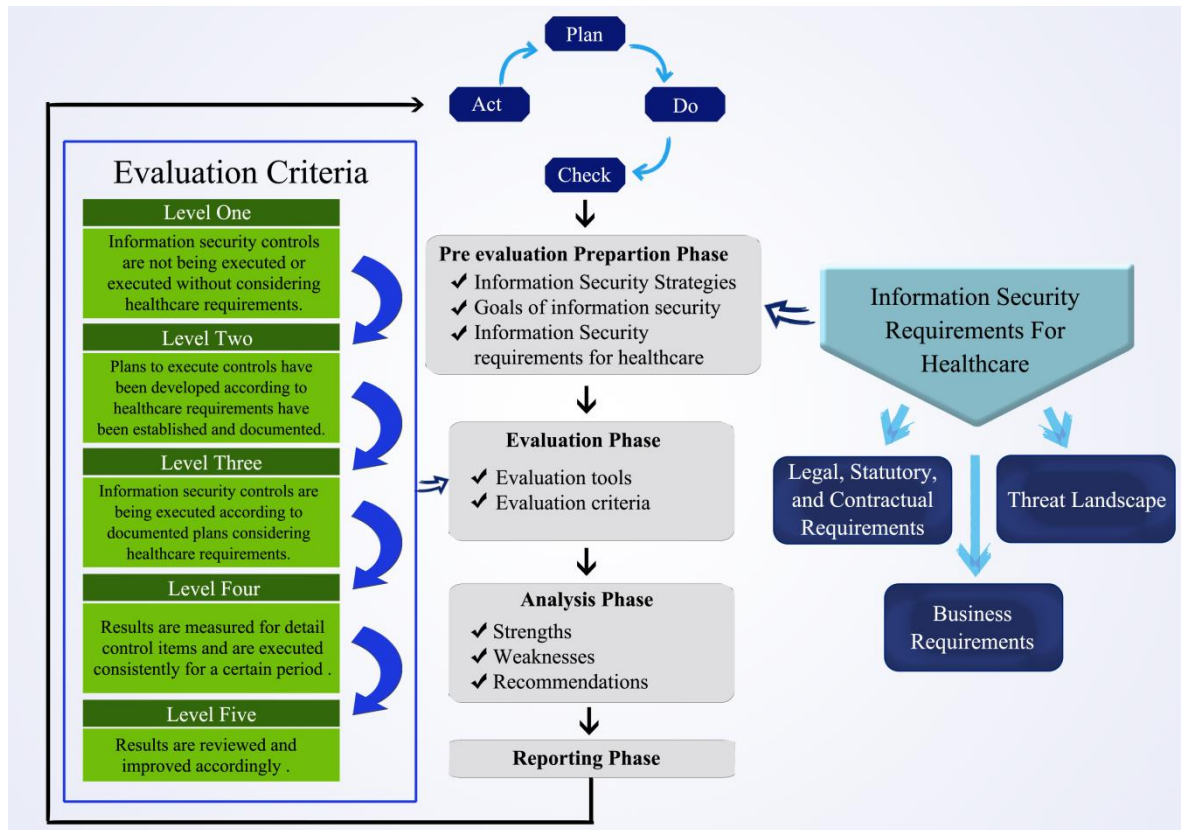 Plan
Act
Do
Check
Evaluation Criteria
Level One
Information security controls
are not being executed or
executed without considering
healthcare requirements.
Level Two
Plans to execute controls have
been developed according to
healthcare requirements have
been established and documented.
Level Three
Information security controls are
being executed according to
documented plans considering
healthcare requirements.
Level Four
Results are measured for detail
control items and are executed
consistently for a certain period .
Level Five
Results are reviewed and
improved accordingly .
Pre evaluation Prepartion Phase
✓ Information Security Strategies
✓ Goals of information security
✓ Information Security
requirements for healthcare
Evaluation Phase
✓ Evaluation tools
✓ Evaluation criteria
Analysis Phase
✓ Strengths
✓ Weaknesses
✓ Recommendations
Reporting Phase
Information Security
Requirements For
Healthcare
Legal, Statutory,
and Contractual
Requirements
Threat Landscape
Business
Requirements